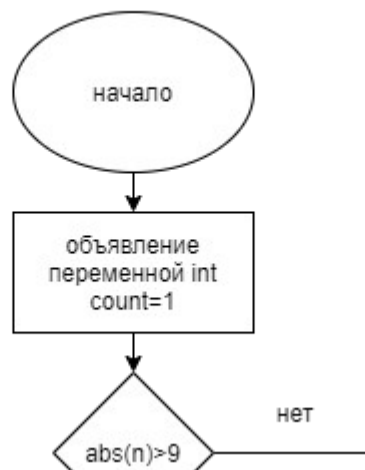 начало
объявление
переменной int
count=1
нет
abs(n)>9